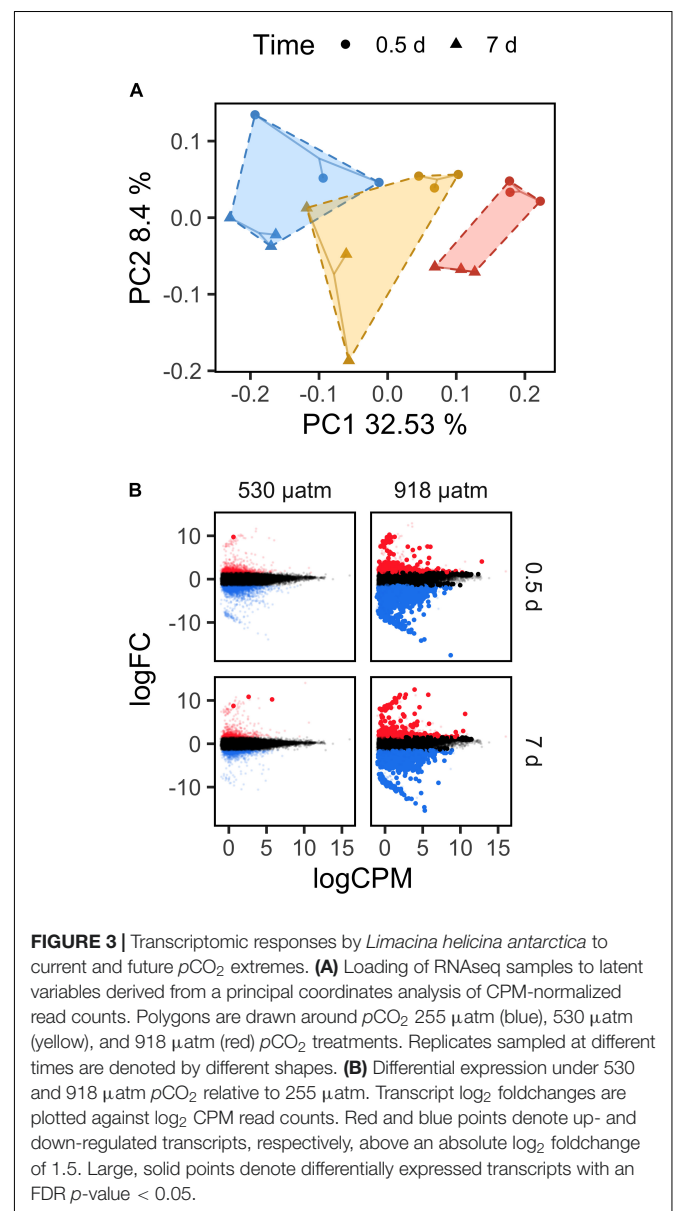 Time 0.5 d 7 d
A
0.1
0.0
-0.1
-0.2
PC2 8.4 %
-0.2 -0.1 0.0 0.1 0.2
PC1 32.53 %
B
530 µatm 918 µatm
10
0
-10
0.5 d
logFC
10
0
-10
7 d
0 5 10 15 0 5 10 15
logCPM
FIGURE 3 | Transcriptomic responses by Limacina helicina antarctica to
current and future pCO₂ extremes. (A) Loading of RNAseq samples to latent
variables derived from a principal coordinates analysis of CPM-normalized
read counts. Polygons are drawn around pCO₂ 255 µatm (blue), 530 µatm
(yellow), and 918 µatm (red) pCO₂ treatments. Replicates sampled at different
times are denoted by different shapes. (B) Differential expression under 530
and 918 µatm pCO₂ relative to 255 µatm. Transcript log₂ foldchanges are
plotted against log₂ CPM read counts. Red and blue points denote up- and
down-regulated transcripts, respectively, above an absolute log₂ foldchange
of 1.5. Large, solid points denote differentially expressed transcripts with an
FDR p-value < 0.05.